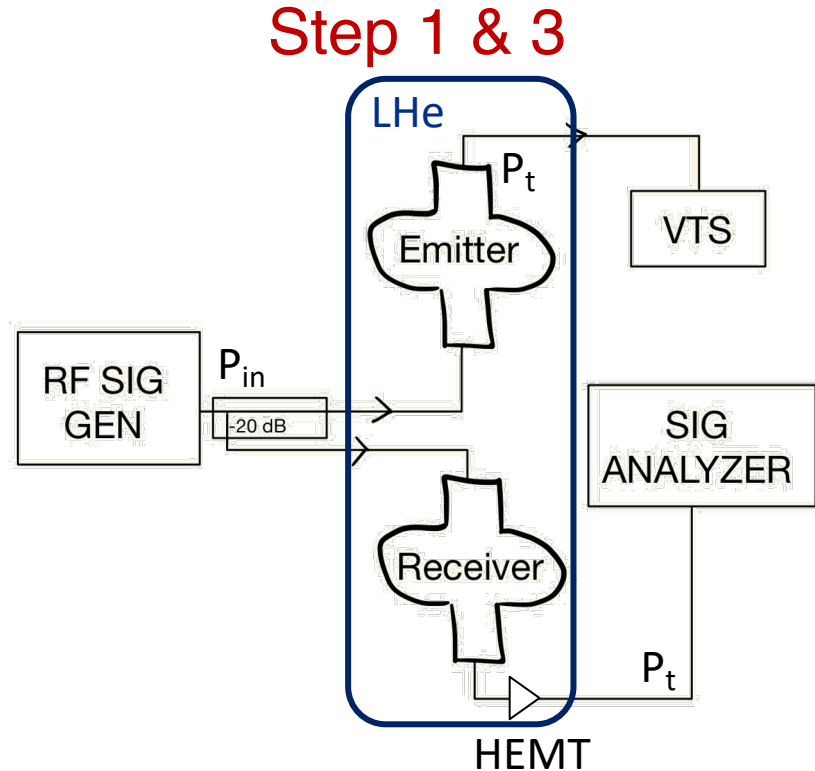 Step 1 & 3
LHe
Pt
Emitter
VTS
Pin
RF SIG
GEN
-20 dB
SIG
ANALYZER
Receiver
Pt
HEMT